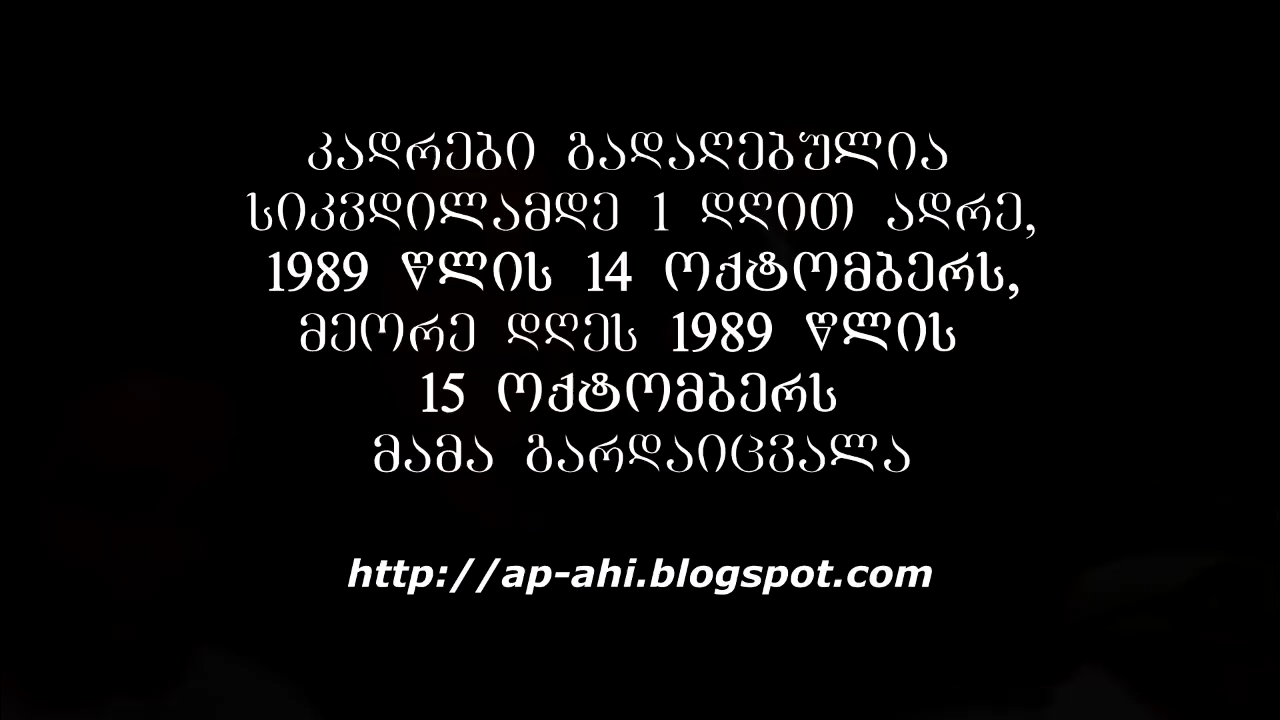 კადრები გადაღებულია
სიკვდილამდე 1 დღით ადრე,
1989 წლის 14 ოქტომბერს,
მეორე დღეს 1989 წლის
15 ოქტომბერს
მამა გარდაიცვალა
http://ap-ahi.blogspot.com